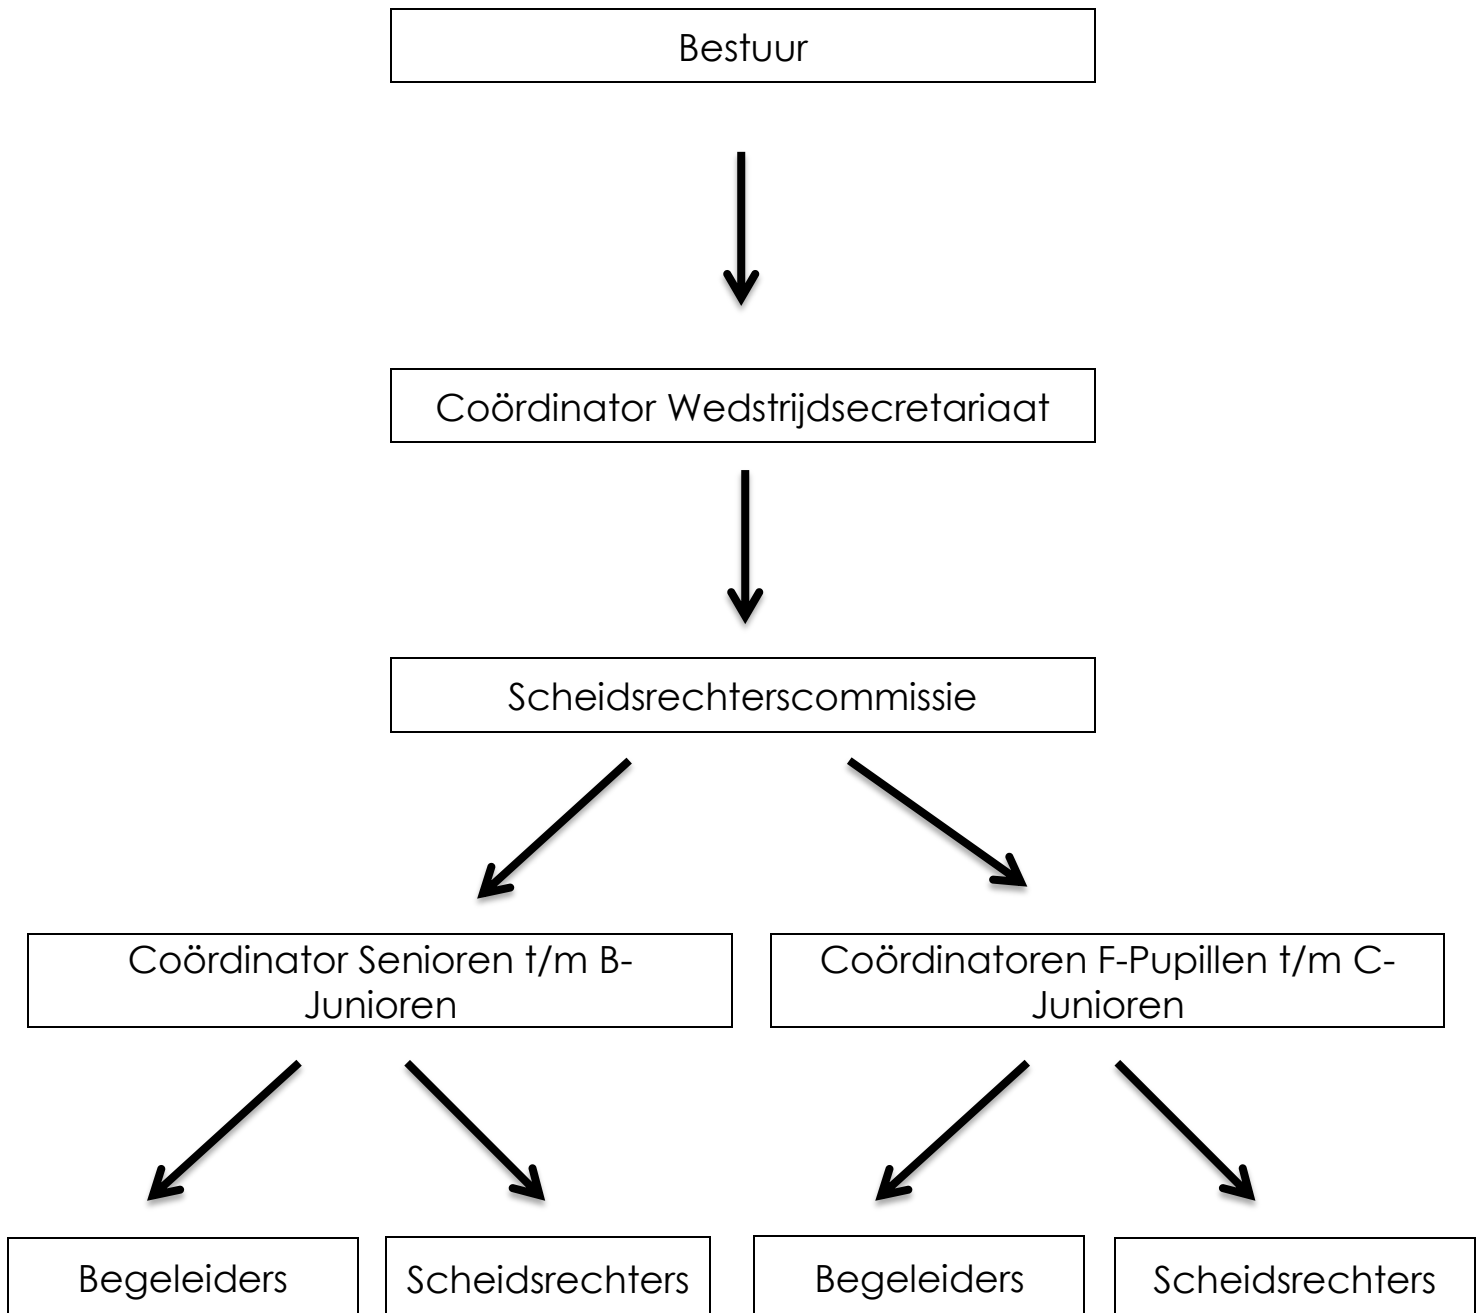 Bestuur
Coördinator Wedstrijdsecretariaat
Scheidsrechterscommissie
Coördinator Senioren t/m B-
Junioren
Coördinatoren F-Pupillen t/m C-
Junioren
Begeleiders
Scheidsrechters
Begeleiders
Scheidsrechters